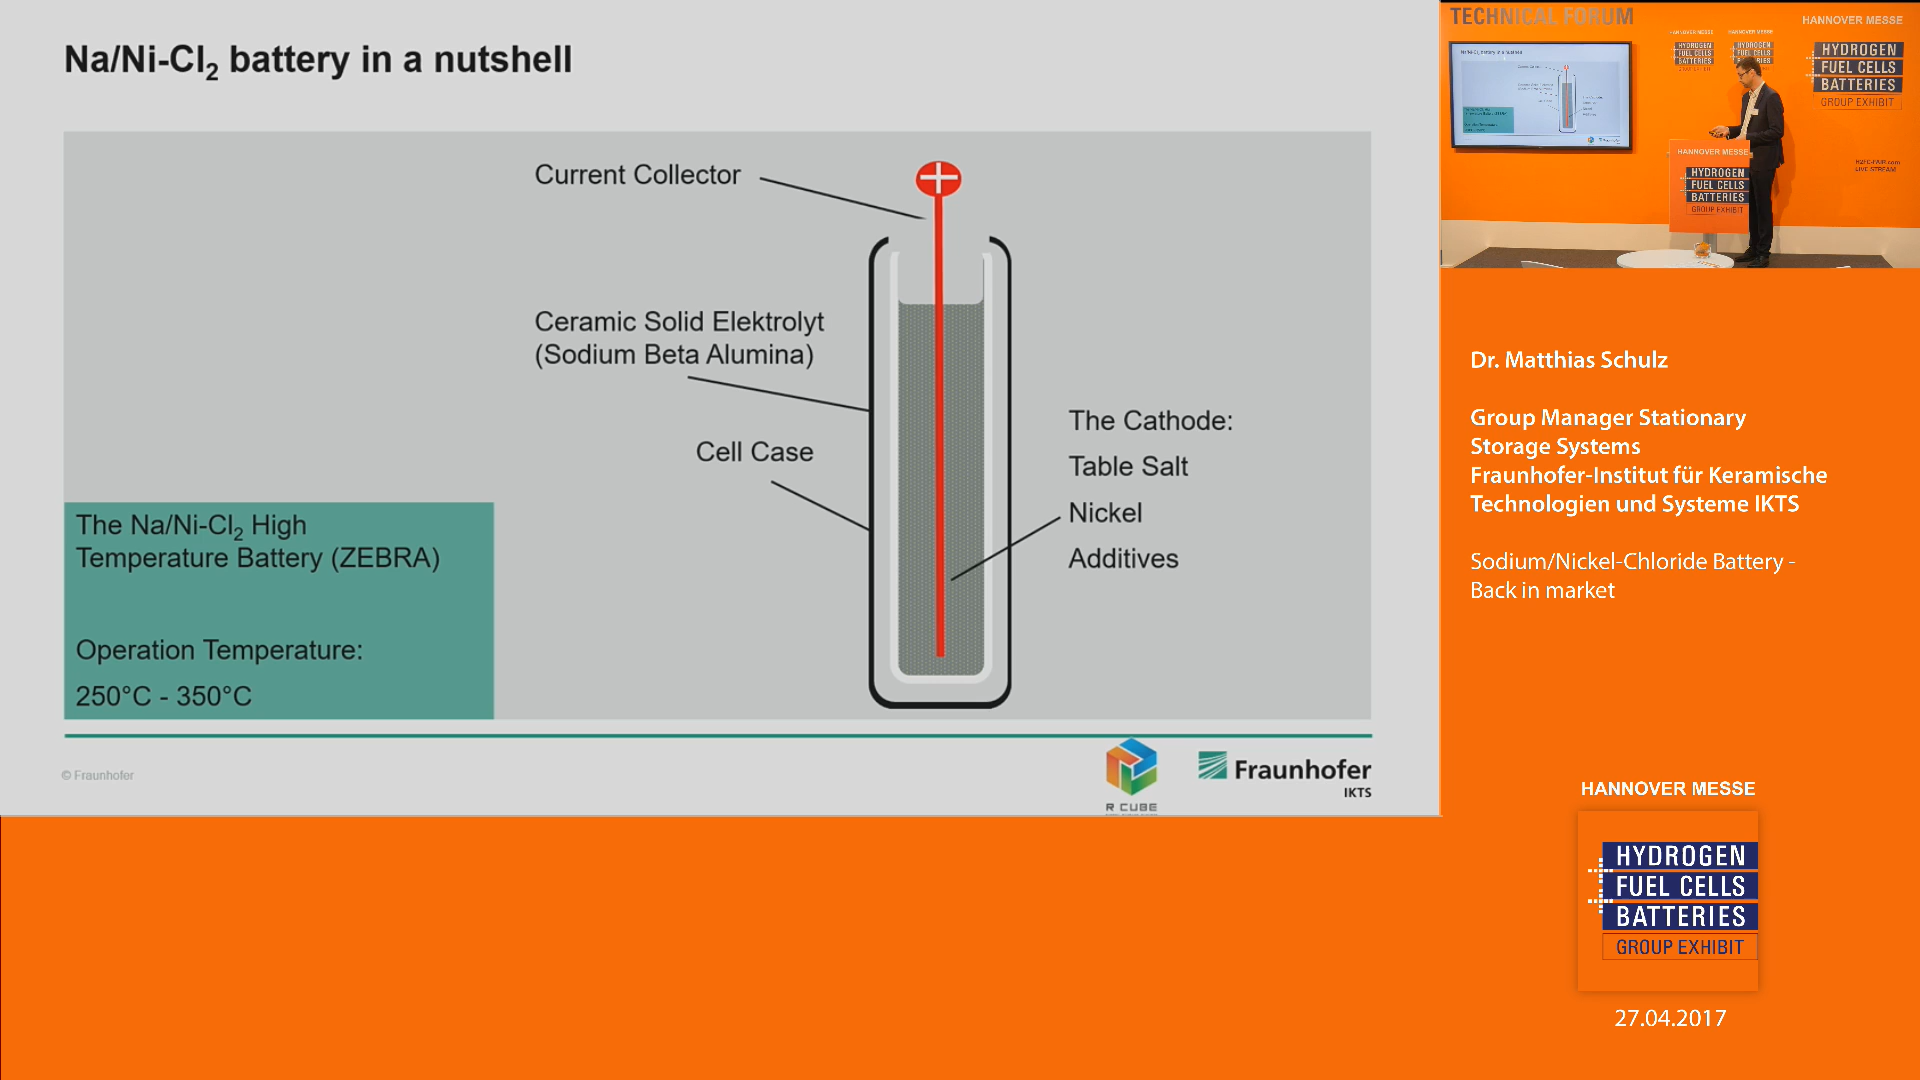 Na/Ni-Cl₂ battery in a nutshell
Current Collector
Ceramic Solid Elektrolyt
(Sodium Beta Alumina)
Cell Case
The Cathode:
Table Salt
Nickel
Additives
The Na/Ni-Cl₂ High
Temperature Battery (ZEBRA)
Operation Temperature:
250°C - 350°C
© Fraunhofer
R CUBE
Fraunhofer
IKTS
TECHNICAL FORUM
HANNOVER MESSE
HYDROGEN
FUEL CELLS
BATTERIES
GROUP EXHIBIT
HANNOVER MESSE
HYDROGEN
FUEL CELLS
BATTERIES
GROUP EXHIBIT
Dr. Matthias Schulz
Group Manager Stationary
Storage Systems
Fraunhofer-Institut für Keramische
Technologien und Systeme IKTS
Sodium/Nickel-Chloride Battery -
Back in market
HANNOVER MESSE
HYDROGEN
FUEL CELLS
BATTERIES
GROUP EXHIBIT
27.04.2017